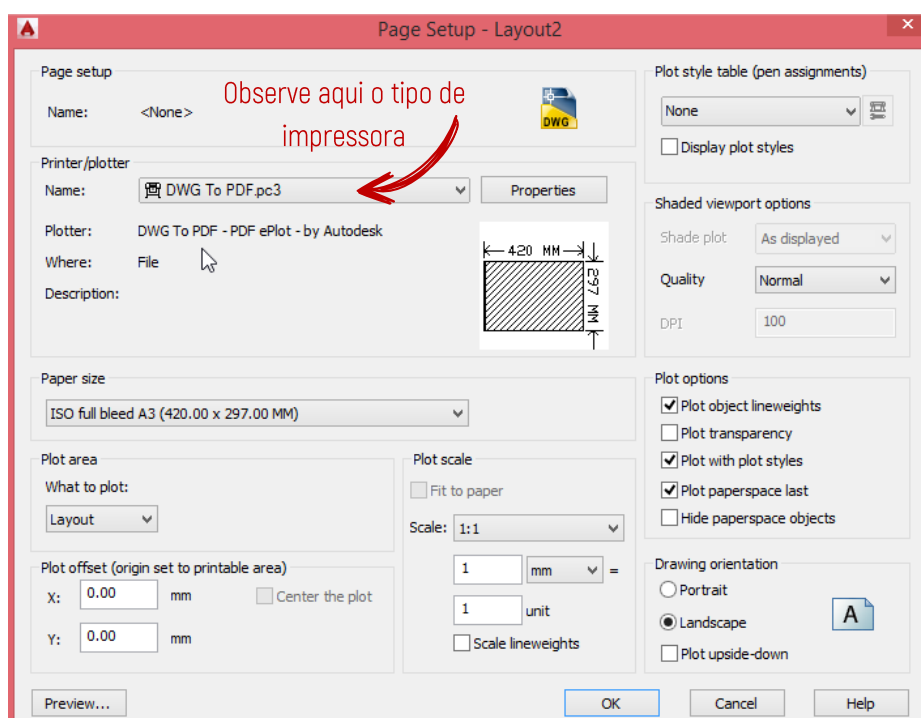 Page Setup - Layout2
Page setup
Name: <None>
Observe aqui o tipo de
impressora
DWG
Printer/plotter
Name: DWG To PDF.pc3
Properties
Plotter: DWG To PDF - PDF ePlot - by Autodesk
Where: File
Description:
420 MM
297 MM
Paper size
ISO full bleed A3 (420.00 x 297.00 MM)
Plot area
What to plot:
Layout
Plot offset (origin set to printable area)
X: 0.00 mm
Center the plot
Y: 0.00 mm
Plot scale
Fit to paper
Scale: 1:1
1 mm =
1 unit
Scale lineweights
Plot style table (pen assignments)
None
Display plot styles
Shaded viewport options
Shade plot As displayed
Quality Normal
DPI 100
Plot options
Plot object lineweights
Plot transparency
Plot with plot styles
Plot paperspace last
Hide paperspace objects
Drawing orientation
Portrait
Landscape
A
Plot upside-down
Preview...
OK
Cancel
Help